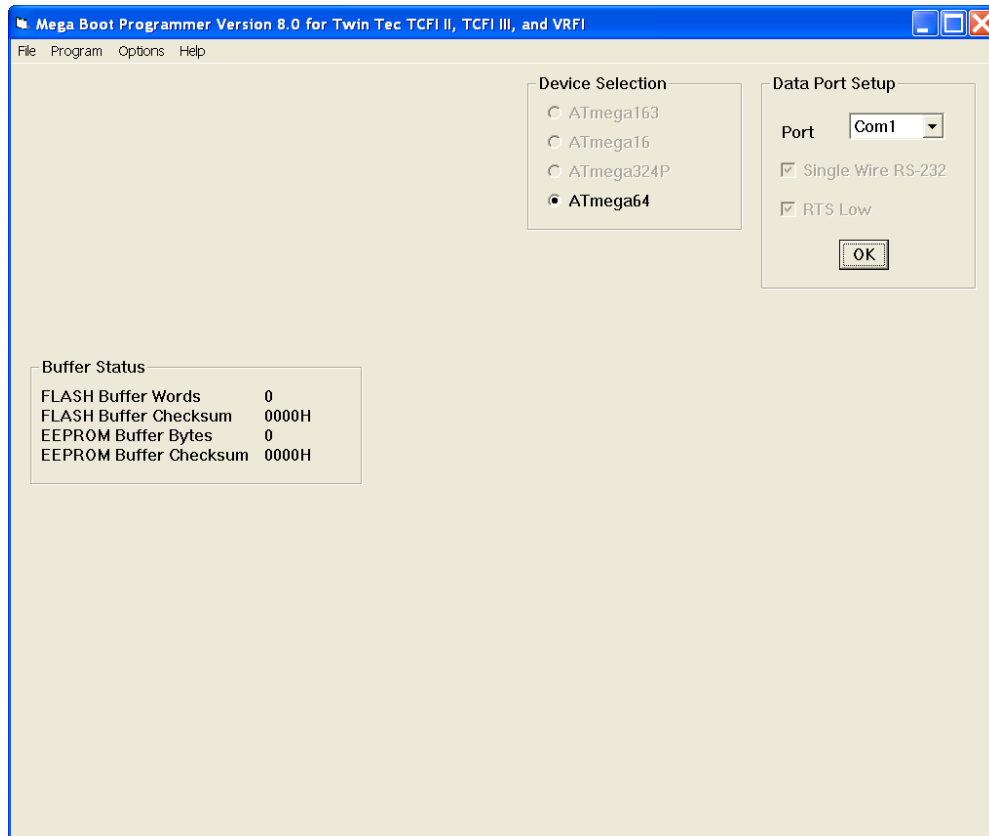 Mega Boot Programmer Version 8.0 for Twin Tec TCFI II, TCFI III, and VRFI
File Program Options Help
Device Selection
ATmega163
ATmega16
ATmega324P
ATmega64
Data Port Setup
Port Com1
Single Wire RS-232
RTS Low
OK
Buffer Status
FLASH Buffer Words 0
FLASH Buffer Checksum 0000H
EEPROM Buffer Bytes 0
EEPROM Buffer Checksum 0000H